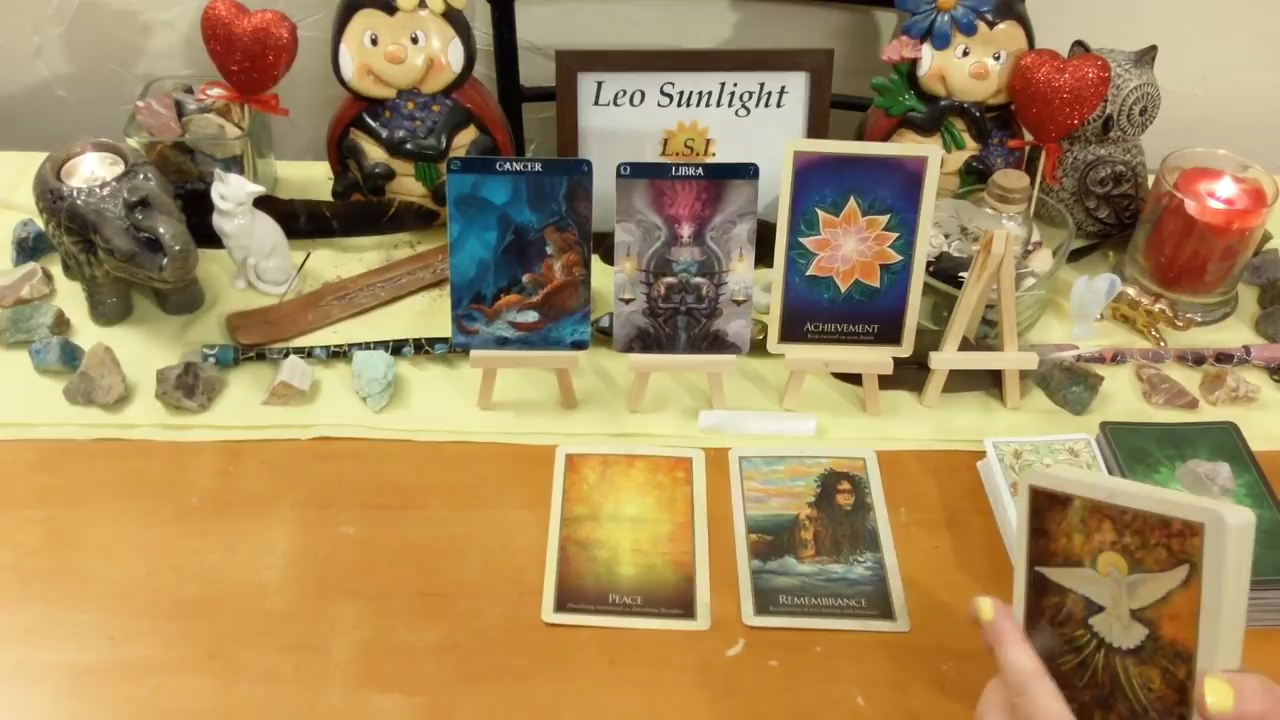 Leo Sunlight
L.S.I.
CANCER
4
LIBRA
7
ACHIEVEMENT
PEACE
REMEMBRANCE